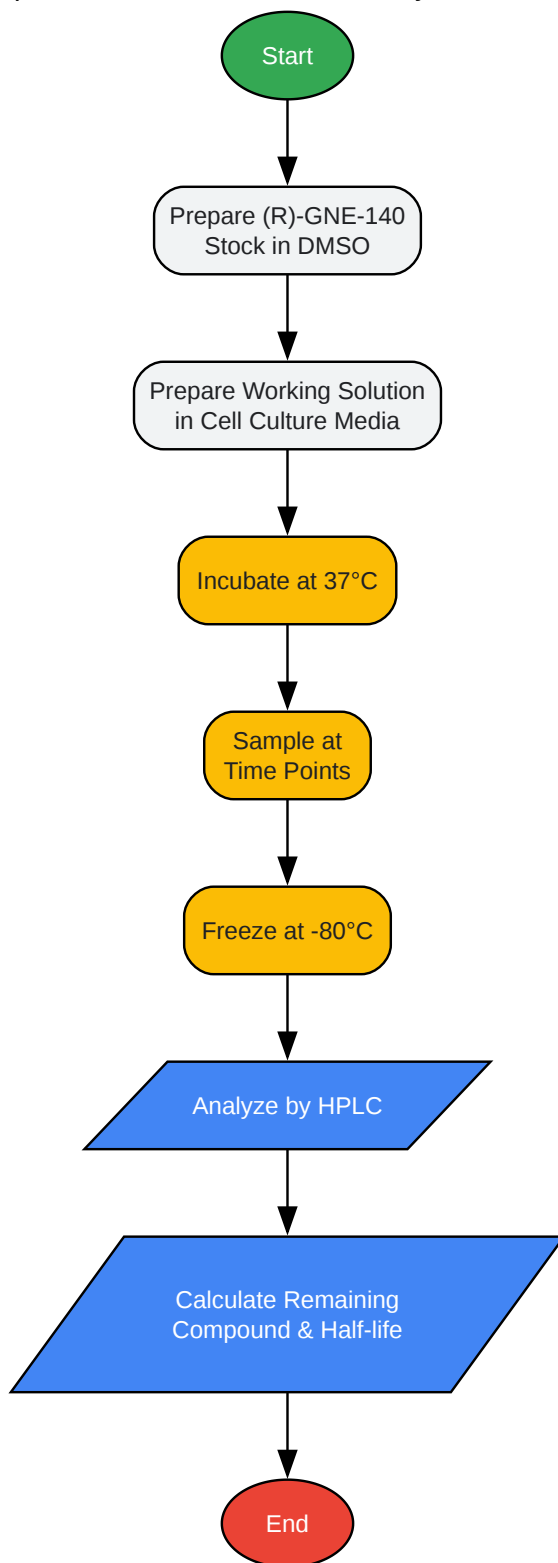 Start
Prepare (R)-GNE-140
Stock in DMSO
Prepare Working Solution
in Cell Culture Media
Incubate at 37°C
Sample at
Time Points
Freeze at -80°C
Analyze by HPLC
Calculate Remaining
Compound & Half-life
End